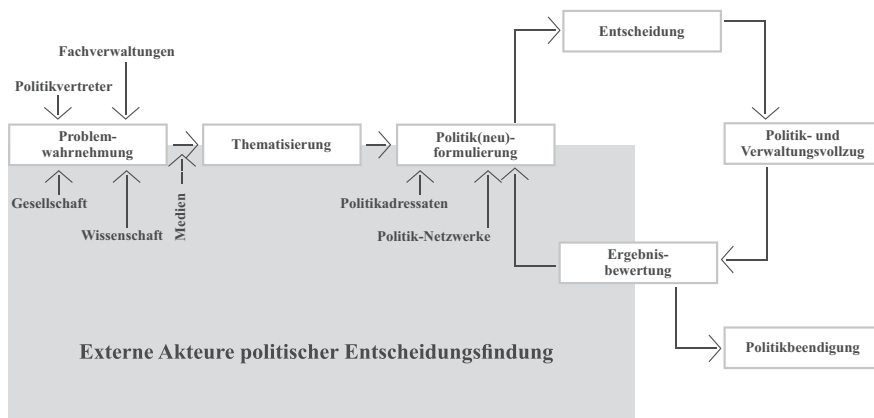 Entscheidung
Fachverwaltungen
Politikvertreter
Problem-
wahrnehmung
Thematisierung
Politik(neu)-
formulierung
Politik- und
Verwaltungsvollzug
Gesellschaft
Wissenschaft
Medien
Politikadressaten
Politik-Netzwerke
Ergebnis-
bewertung
Externe Akteure politischer Entscheidungsfindung
Politikbeendigung